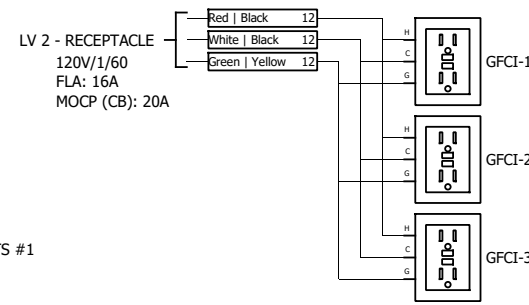 Red | Black 12
LV 2 - RECEPTACLE
White | Black 12
120V/1/60
Green | Yellow 12
FLA: 16A
MOCP (CB): 20A
H
C
G
GFCI-1
H
C
G
GFCI-2
H
C
G
GFCI-3
TS #1